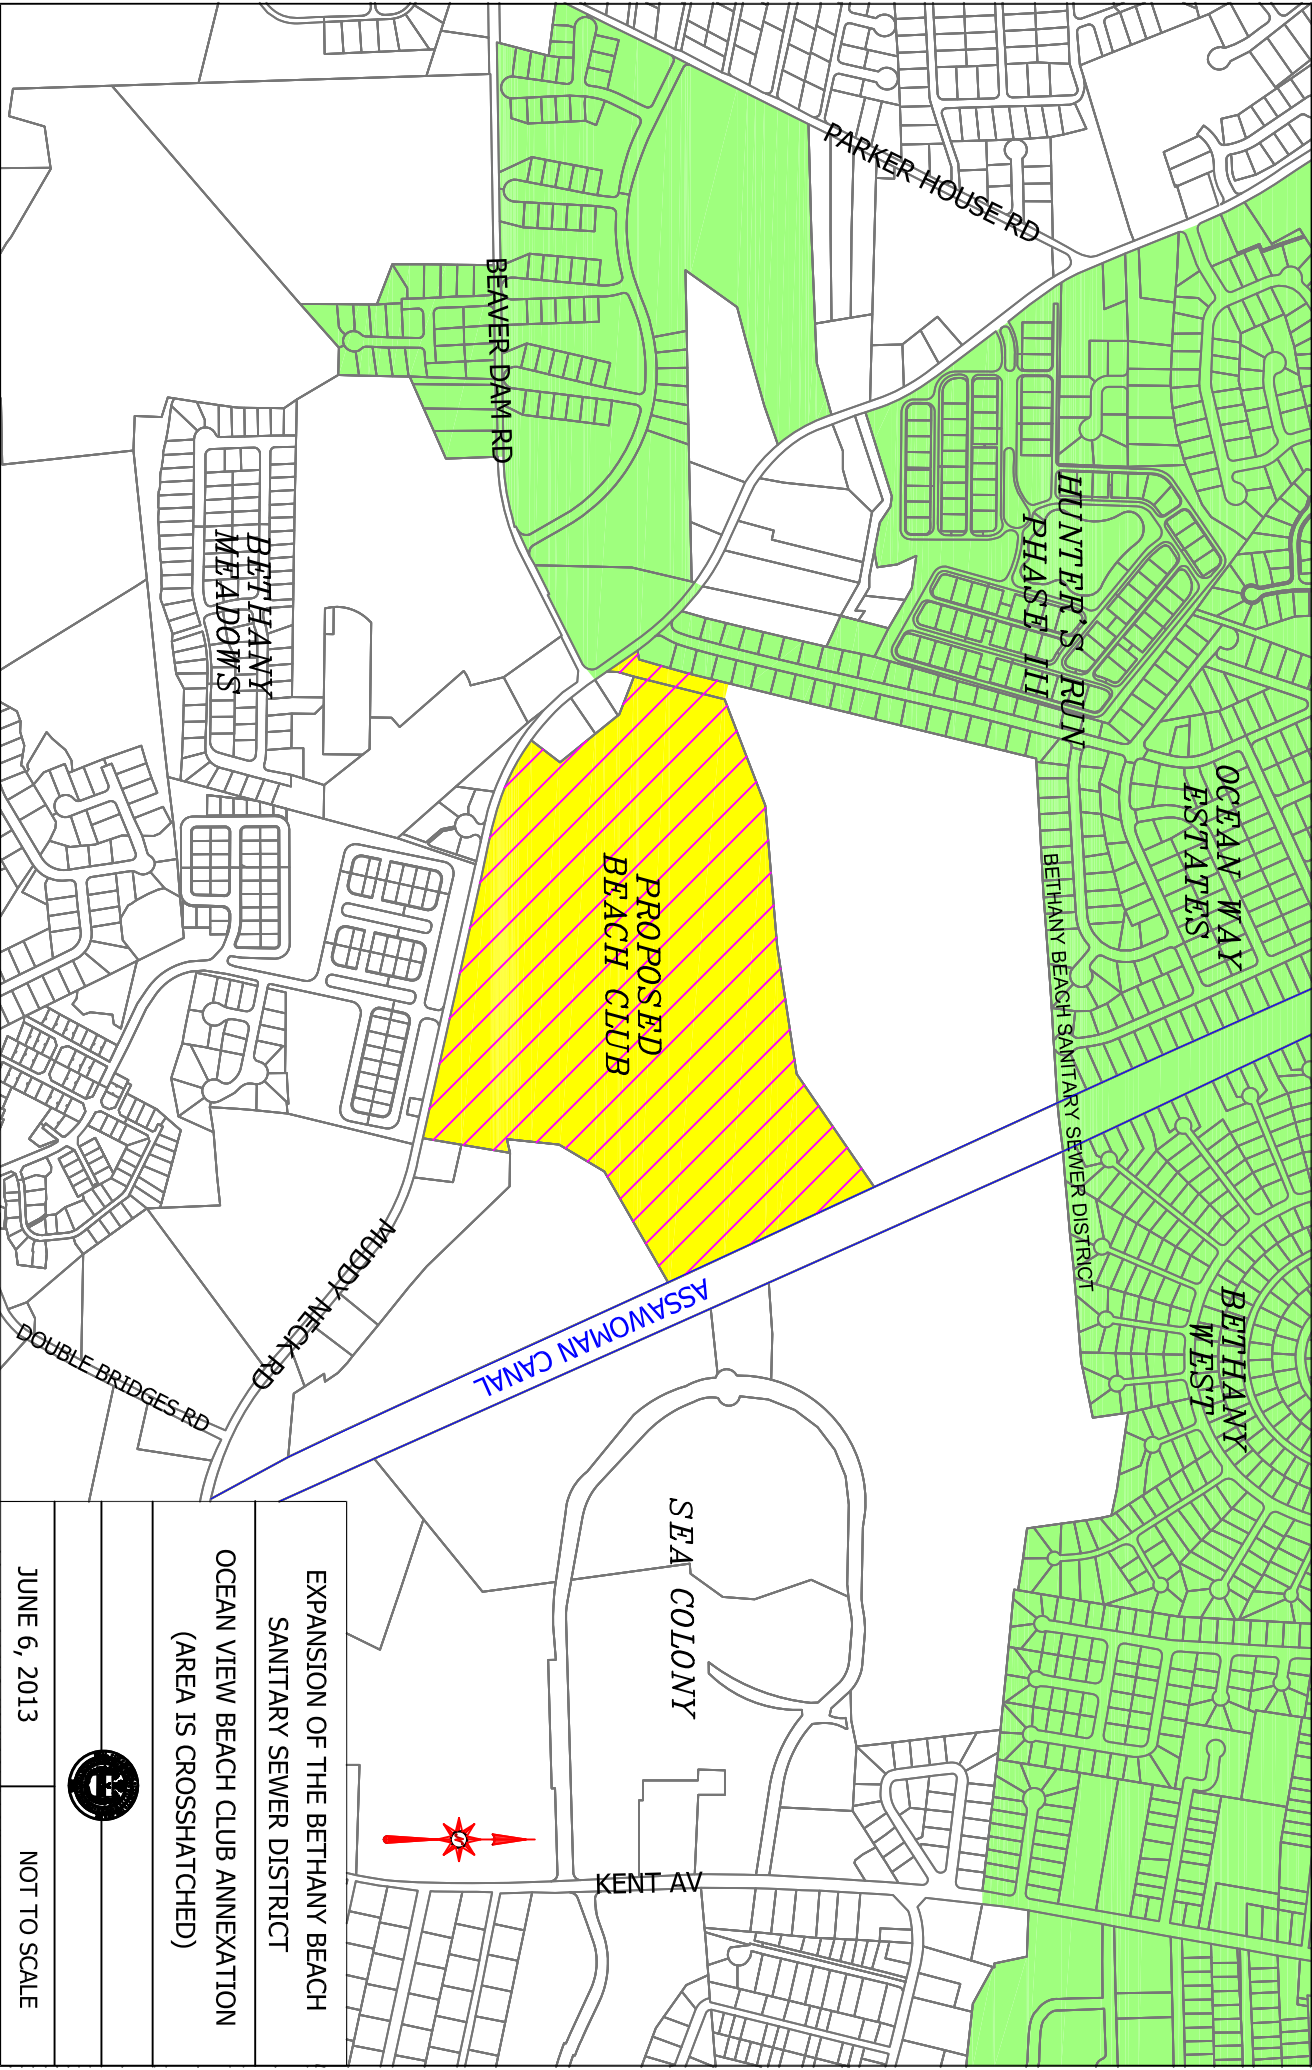 PARKER HOUSE RD
BEAVER DAM RD
HUNTER'S RUN
PHASE III
BETHANY
MEADOWS
OCEAN WAY
ESTATES
BETHANY BEACH SANITARY SEWER DISTRICT
PROPOSED
BEACH CLUB
BETHANY
WEST
MUDDY NECK RD
DOUBLE BRIDGES RD
ASSAWOMAN CANAL
SEA COLONY
KENT AV
EXPANSION OF THE BETHANY BEACH
SANITARY SEWER DISTRICT
OCEAN VIEW BEACH CLUB ANNEXATION
(AREA IS CROSSHATCHED)
JUNE 6, 2013
NOT TO SCALE